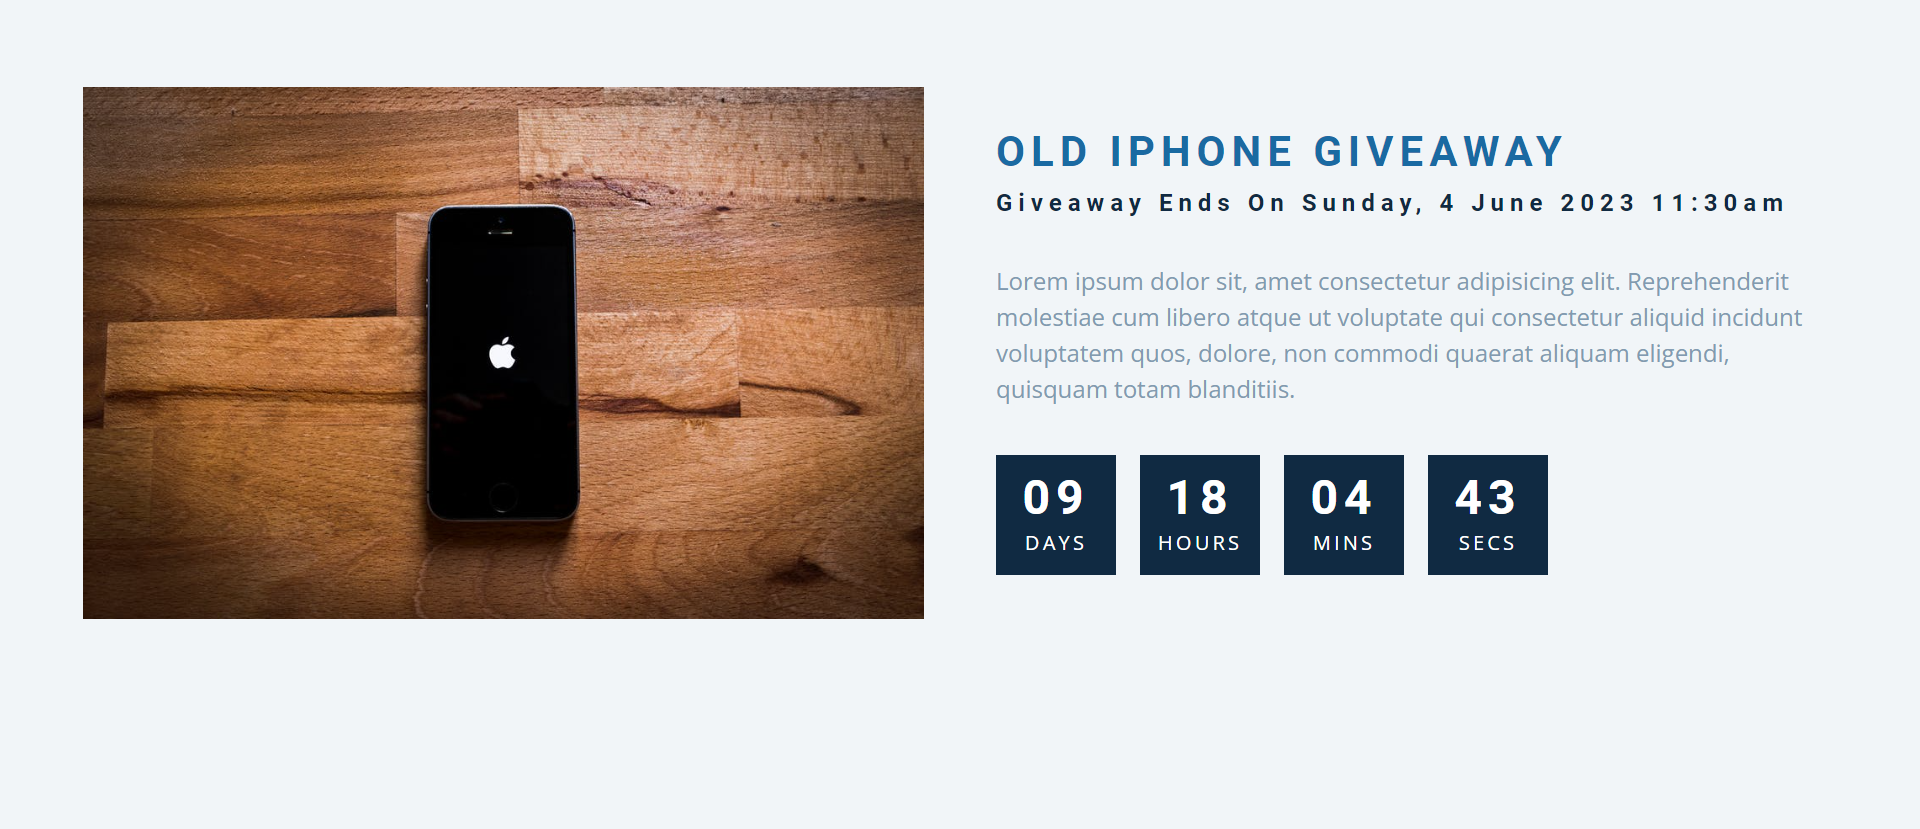 OLD IPHONE GIVEAWAY
Giveaway Ends On Sunday, 4 June 2023 11:30am
Lorem ipsum dolor sit, amet consectetur adipisicing elit. Reprehenderit
molestiae cum libero atque ut voluptate qui consectetur aliquid incidunt
voluptatem quos, dolore, non commodi quaerat aliquam eligendi,
quisquam totam blanditiis.
09 18 04 43
DAYS HOURS MINS SECS